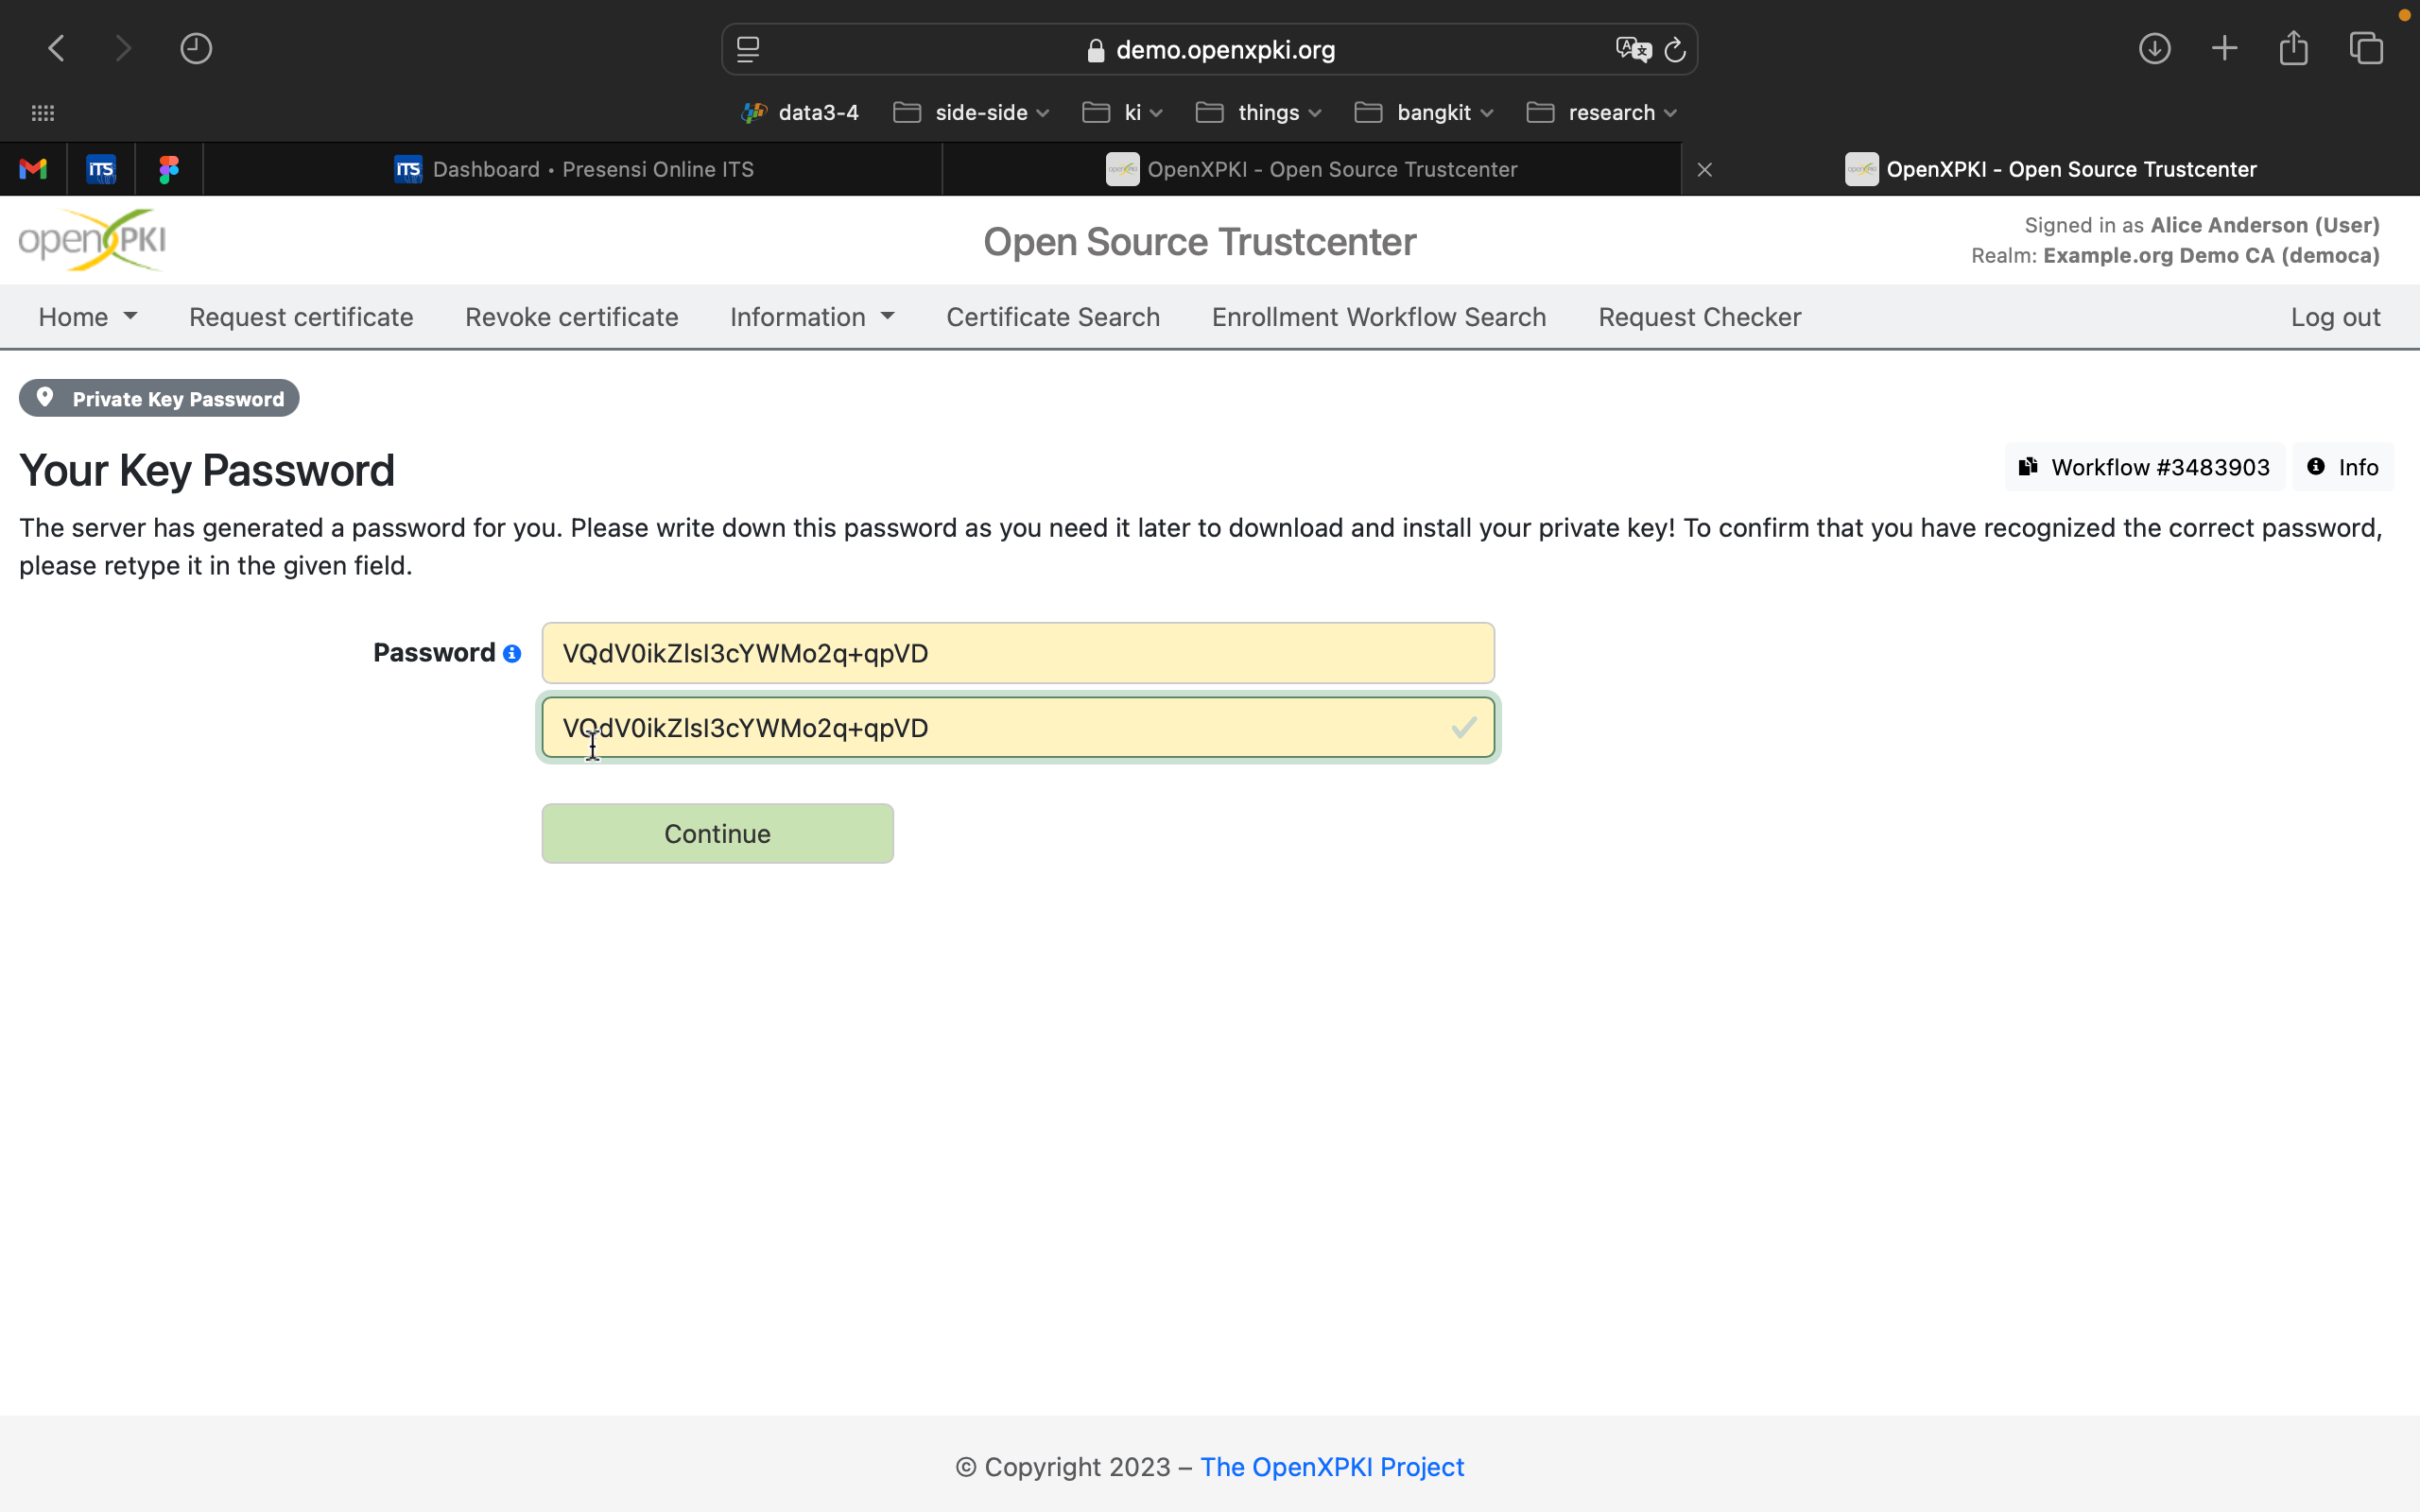 demo.openxpki.org
data3-4 side-side ki things bangkit research
iTS iTS Dashboard • Presensi Online ITS OpenXPKI - Open Source Trustcenter OpenXPKI - Open Source Trustcenter
openXPKI
Open Source Trustcenter
Signed in as Alice Anderson (User)
Realm: Example.org Demo CA (democa)
Home Request certificate Revoke certificate Information Certificate Search Enrollment Workflow Search Request Checker Log out
Private Key Password
Your Key Password
Workflow #3483903 Info
The server has generated a password for you. Please write down this password as you need it later to download and install your private key! To confirm that you have recognized the correct password,
please retype it in the given field.
Password VQdV0ikZlsI3cYWMo2q+qpVD
VQdV0ikZlsI3cYWMo2q+qpVD
Continue
© Copyright 2023 – The OpenXPKI Project